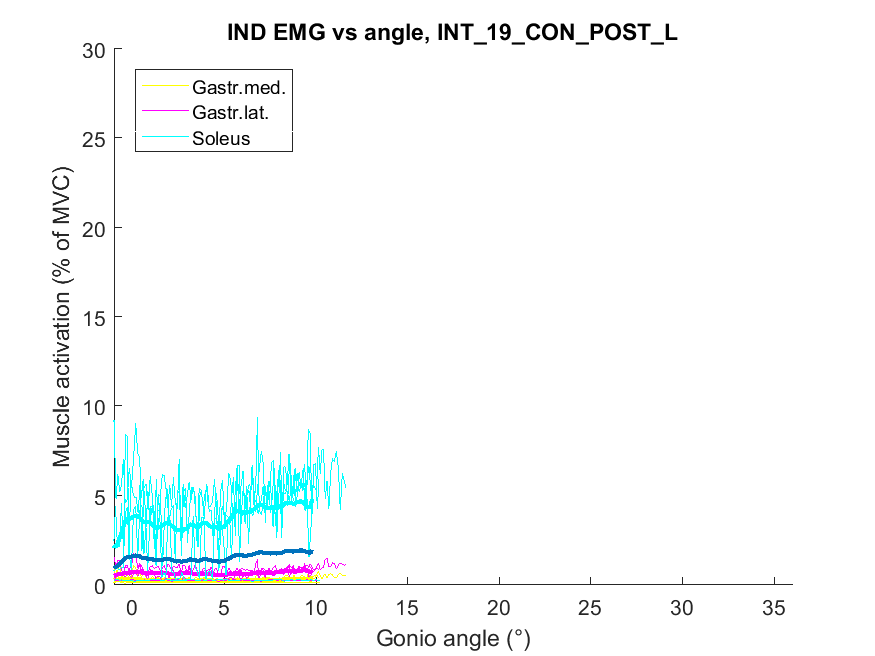 IND EMG vs angle, INT_19_CON_POST_L
30
25
20
15
10
5
0
Muscle activation (% of MVC)
Gastr.med.
Gastr.lat.
Soleus
0 5 10 15 20 25 30 35
Gonio angle (°)